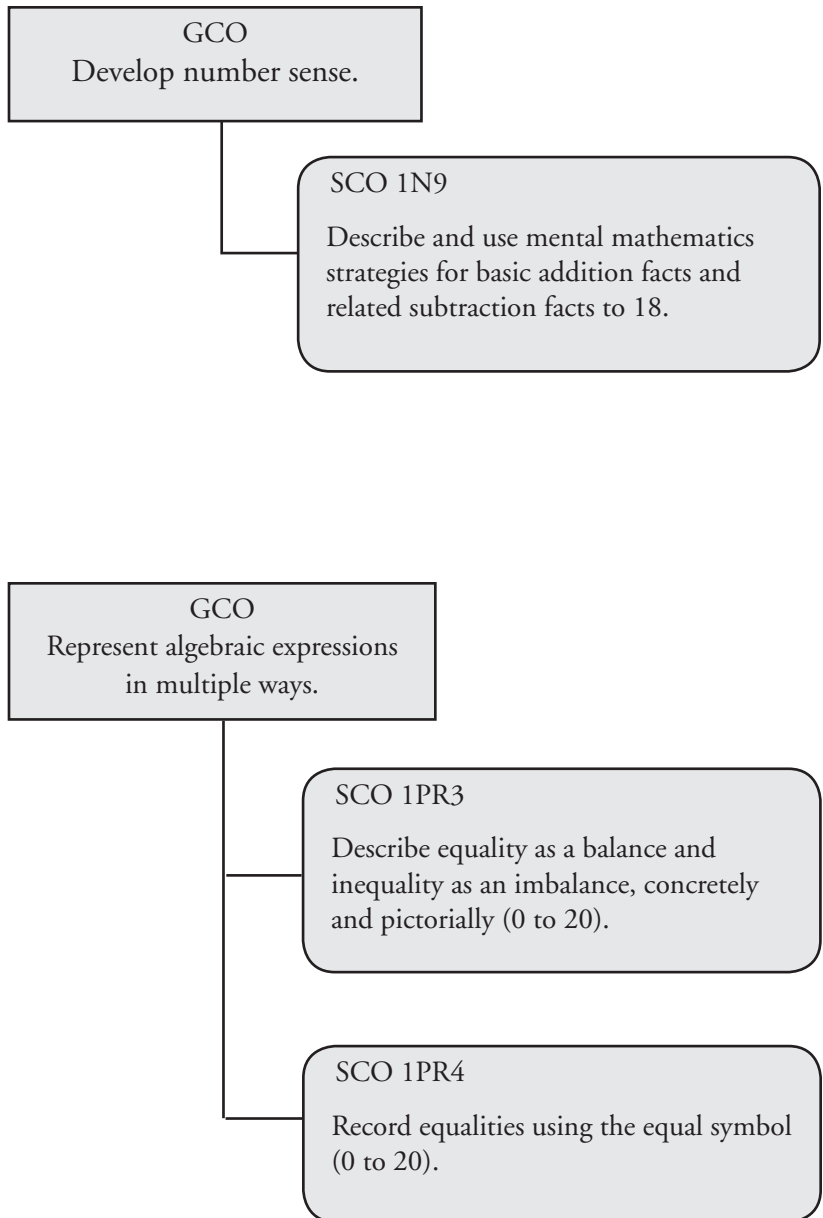 GCO
Develop number sense.
SCO 1N9
Describe and use mental mathematics
strategies for basic addition facts and
related subtraction facts to 18.
GCO
Represent algebraic expressions
in multiple ways.
SCO 1PR3
Describe equality as a balance and
inequality as an imbalance, concretely
and pictorially (0 to 20).
SCO 1PR4
Record equalities using the equal symbol
(0 to 20).